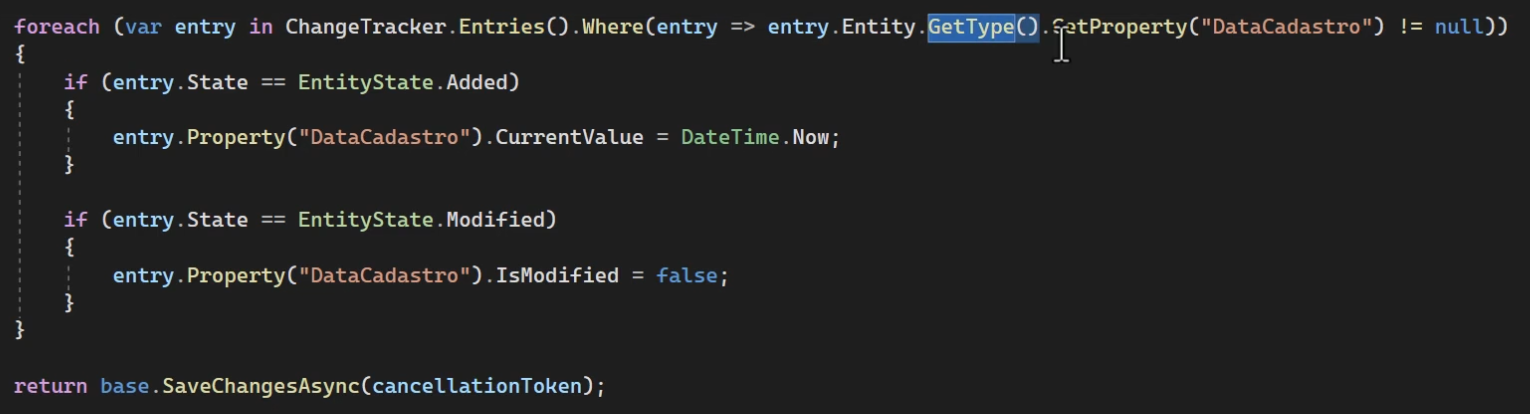 foreach (var entry in ChangeTracker.Entries().Where(entry => entry.Entity.GetType().GetProperty("DataCadastro") != null))
{
    if (entry.State == EntityState.Added)
    {
        entry.Property("DataCadastro").CurrentValue = DateTime.Now;
    }

    if (entry.State == EntityState.Modified)
    {
        entry.Property("DataCadastro").IsModified = false;
    }
}

return base.SaveChangesAsync(cancellationToken);